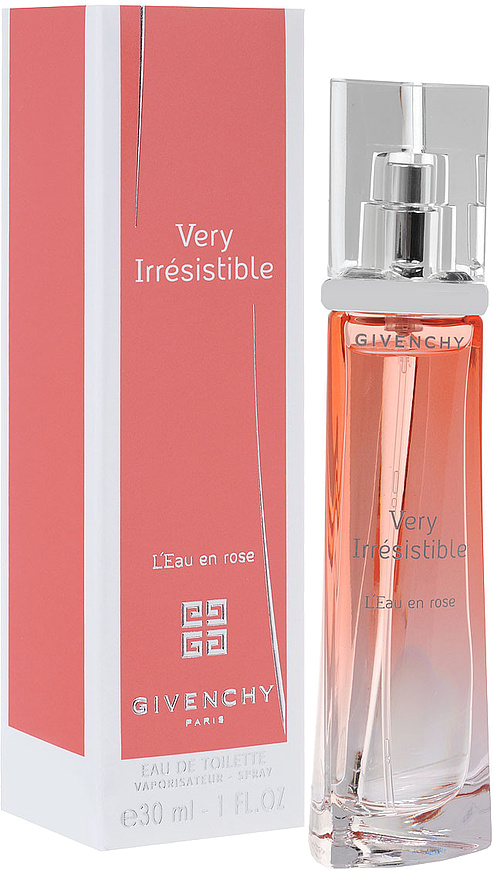 Very
Irrésistible
L'Eau en rose
GIVENCHY
PARIS
EAU DE TOILETTE
VAPORISATEUR - SPRAY
e30 ml - 1 FL.OZ
GIVENCHY
Very
Irrésistible
L'Eau en rose